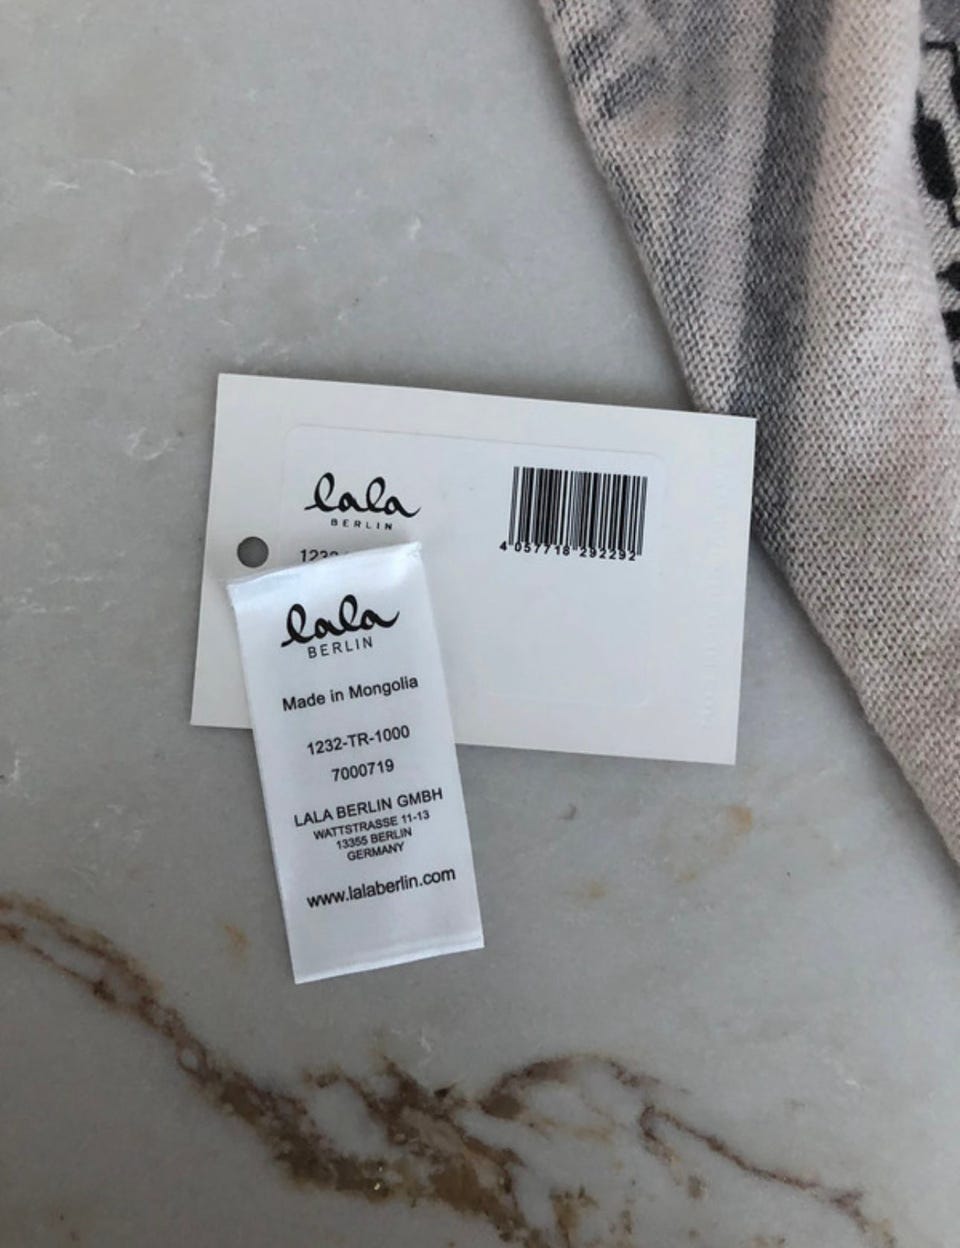 lala
BERLIN
4 057718 292292
lala
BERLIN
Made in Mongolia
1232-TR-1000
7000719
LALA BERLIN GMBH
WATTSTRASSE 11-13
13355 BERLIN
GERMANY
www.lalaberlin.com